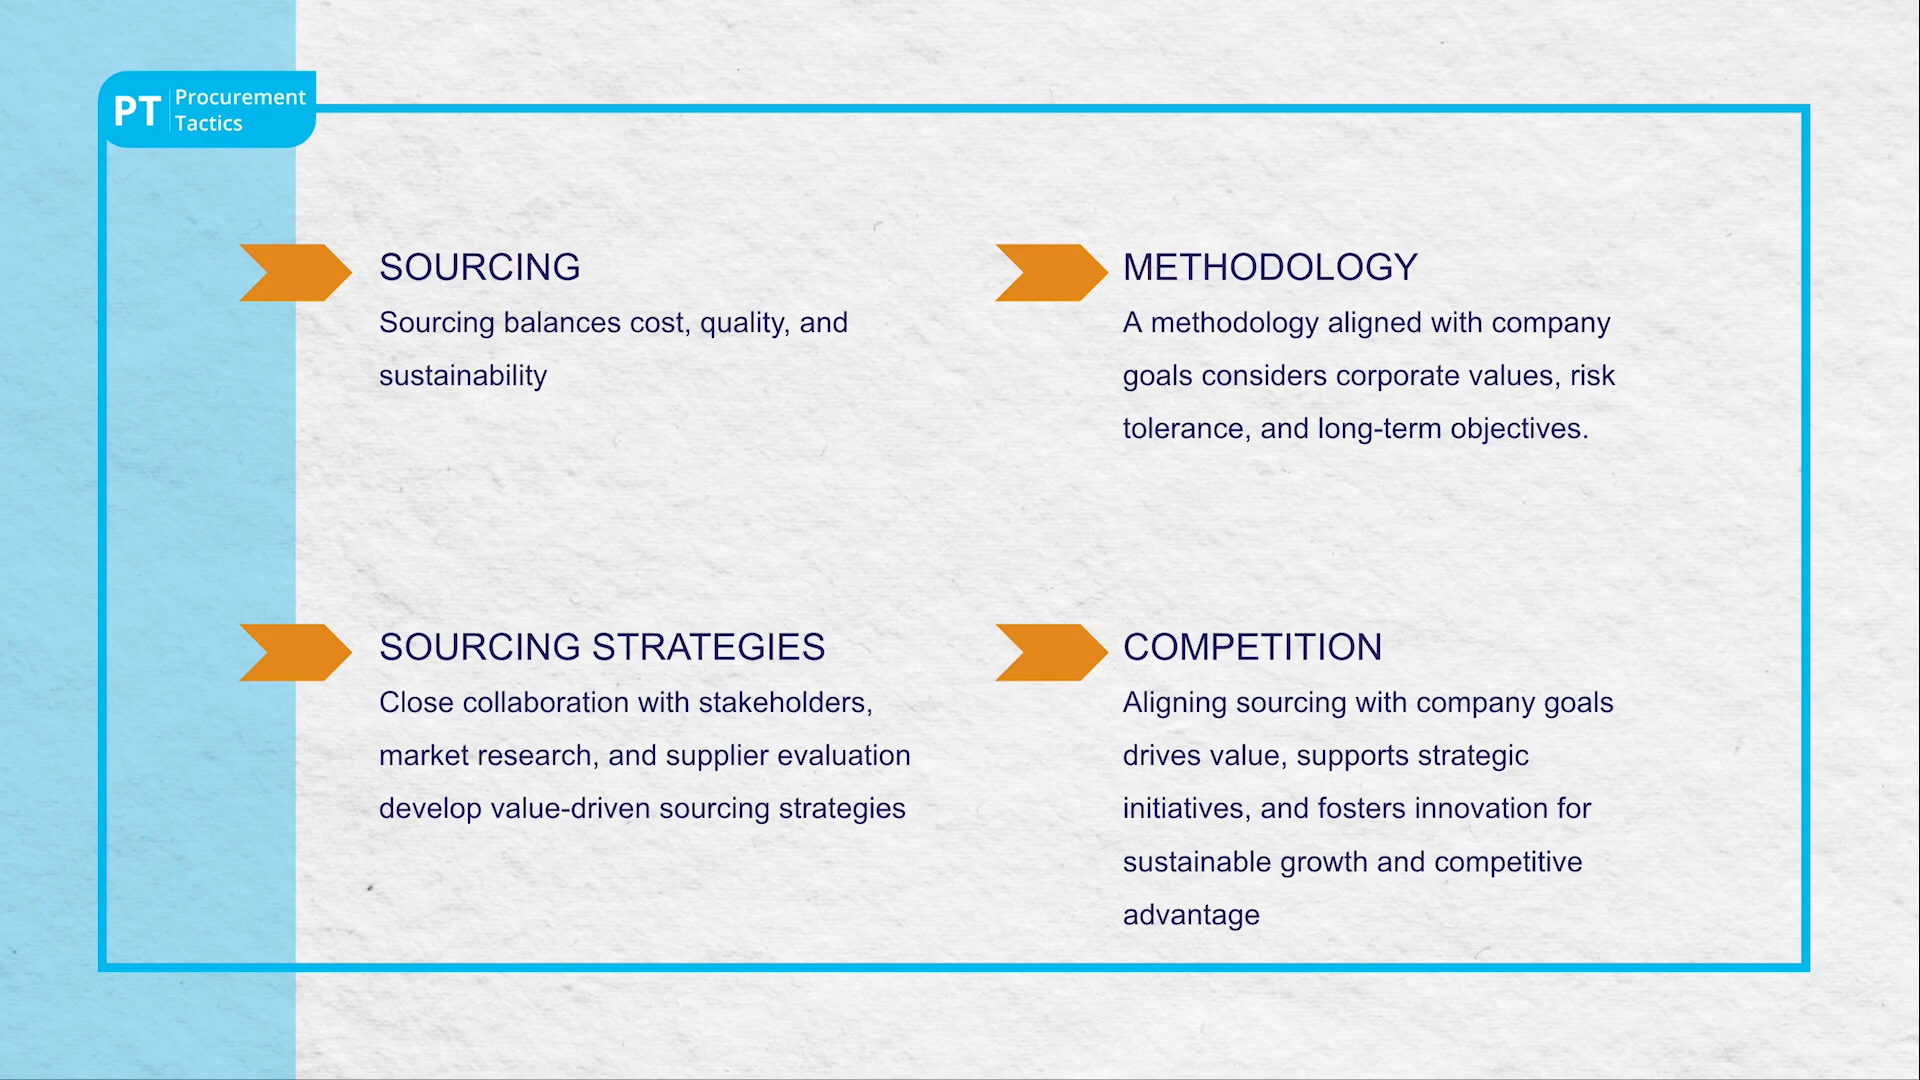 PT Procurement
Tactics
SOURCING
Sourcing balances cost, quality, and
sustainability
METHODOLOGY
A methodology aligned with company
goals considers corporate values, risk
tolerance, and long-term objectives.
SOURCING STRATEGIES
Close collaboration with stakeholders,
market research, and supplier evaluation
develop value-driven sourcing strategies
COMPETITION
Aligning sourcing with company goals
drives value, supports strategic
initiatives, and fosters innovation for
sustainable growth and competitive
advantage